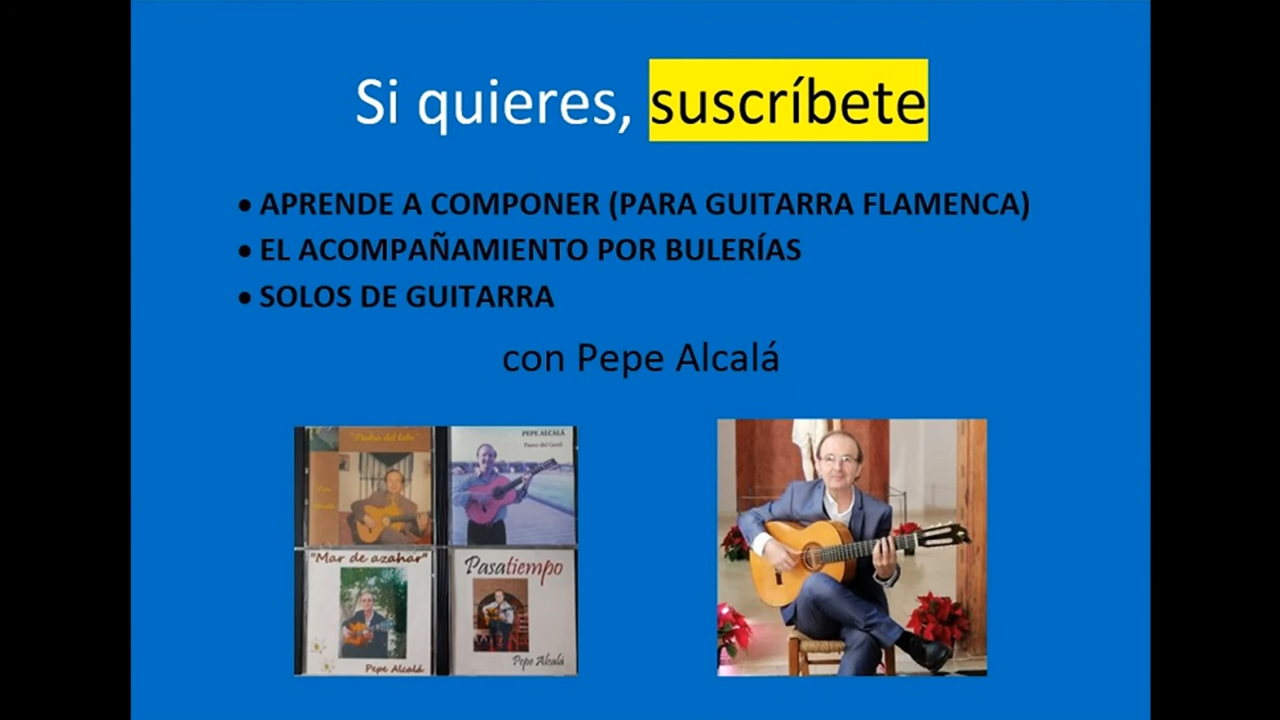 Si quieres, suscríbete
• APRENDE A COMPONER (PARA GUITARRA FLAMENCA)
• EL ACOMPAÑAMIENTO POR BULERÍAS
• SOLOS DE GUITARRA
con Pepe Alcalá
PEPE ALCALÁ
"Mar de azahar"
Pepe Alcalá
Pasatiempo
Pepe Alcalá